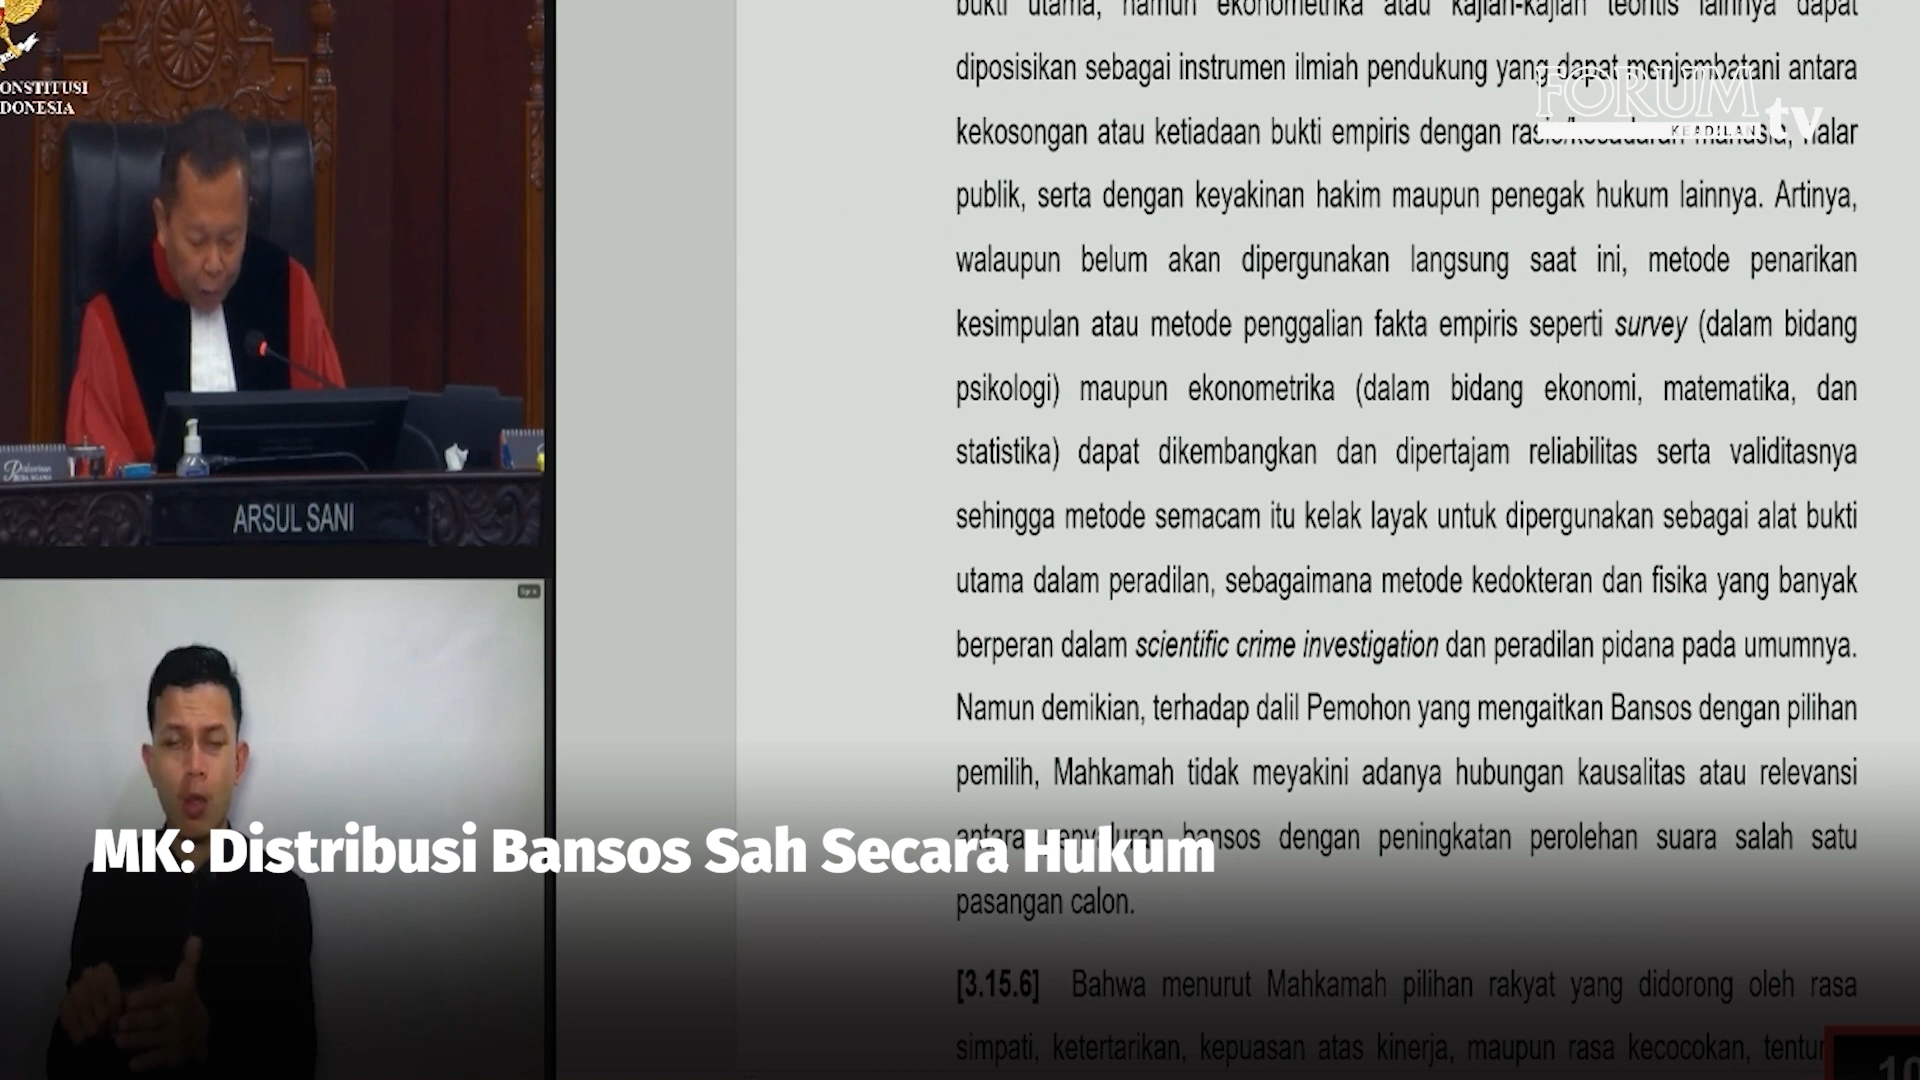 ONSTITUSI
DONESIA
ARSUL SANI
FORUM
KEADILAN
tv
bukti utama, namun ekonometrika atau kajian-kajian teoritis lainnya dapat
diposisikan sebagai instrumen ilmiah pendukung yang dapat menjembatani antara
kekosongan atau ketiadaan bukti empiris dengan rasio/kesadaran manusia, nalar
publik, serta dengan keyakinan hakim maupun penegak hukum lainnya. Artinya,
walaupun belum akan dipergunakan langsung saat ini, metode penarikan
kesimpulan atau metode penggalian fakta empiris seperti survey (dalam bidang
psikologi) maupun ekonometrika (dalam bidang ekonomi, matematika, dan
statistika) dapat dikembangkan dan dipertajam reliabilitas serta validitasnya
sehingga metode semacam itu kelak layak untuk dipergunakan sebagai alat bukti
utama dalam peradilan, sebagaimana metode kedokteran dan fisika yang banyak
berperan dalam scientific crime investigation dan peradilan pidana pada umumnya.
Namun demikian, terhadap dalil Pemohon yang mengaitkan Bansos dengan pilihan
pemilih, Mahkamah tidak meyakini adanya hubungan kausalitas atau relevansi
antara penyaluran bansos dengan peningkatan perolehan suara salah satu
pasangan calon.
[3.15.6] Bahwa menurut Mahkamah pilihan rakyat yang didorong oleh rasa
simpati, ketertarikan, kepuasan atas kinerja, maupun rasa kecocokan,
MK: Distribusi Bansos Sah Secara Hukum